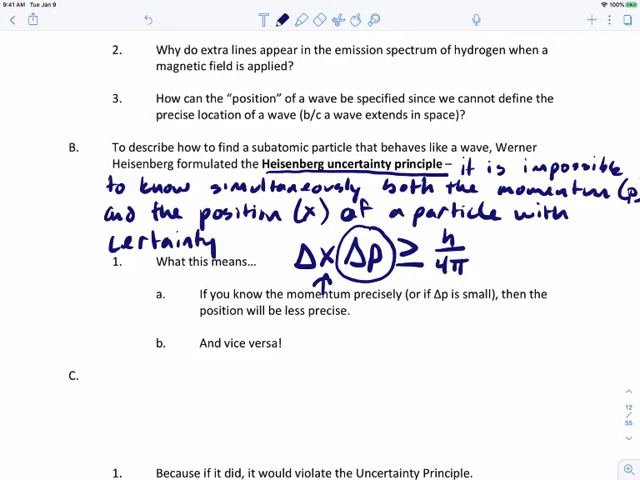 9:41 AM Tue Jan 9
100%
2. Why do extra lines appear in the emission spectrum of hydrogen when a
magnetic field is applied?
3. How can the “position” of a wave be specified since we cannot define the
precise location of a wave (b/c a wave extends in space)?
B. To describe how to find a subatomic particle that behaves like a wave, Werner
Heisenberg formulated the Heisenberg uncertainty principle – it is impossible
to know simultaneously both the momentum (p)
and the position (x) of a particle with
certainty
Δx Δp ≥ h/4π
1. What this means…
a. If you know the momentum precisely (or if Δp is small), then the
position will be less precise.
b. And vice versa!
C.
12
/
55
1. Because if it did, it would violate the Uncertainty Principle.